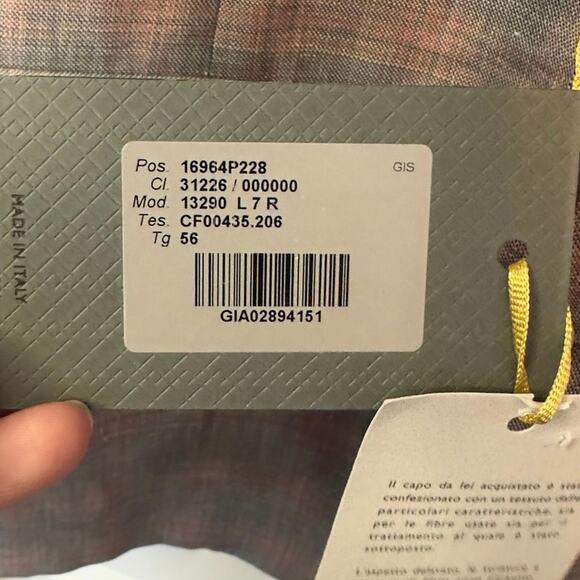 Pos. 16964P228
GIS
Cl. 31226 / 000000
Mod. 13290 L 7 R
Tes. CF00435.206
Tg 56
GIA02894151
MADE IN ITALY
Il capo da lei acquistato è stat
confezionato con un tessuto dalle
particolari caratteristiche, sia
per le fibre usate sia per il
trattamento al quale è stato
sottoposto.
L'aspetto